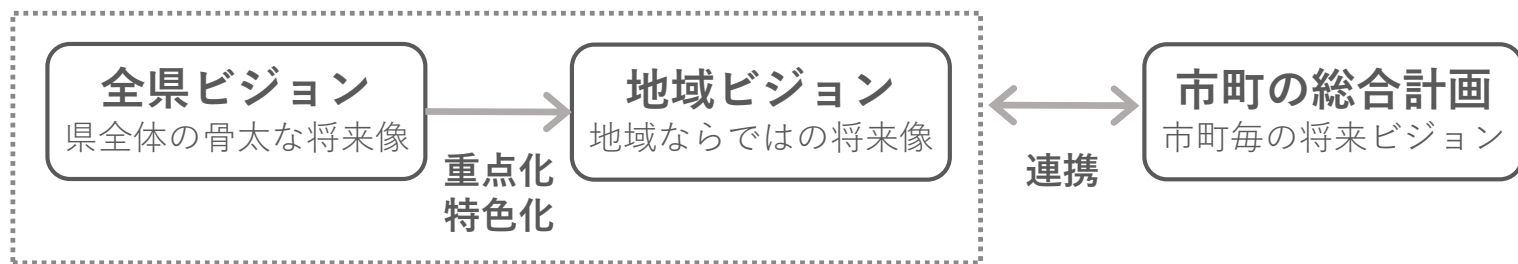 全県ビジョン
県全体の骨太な将来像
重点化
特色化
地域ビジョン
地域ならではの将来像
連携
市町の総合計画
市町毎の将来ビジョン